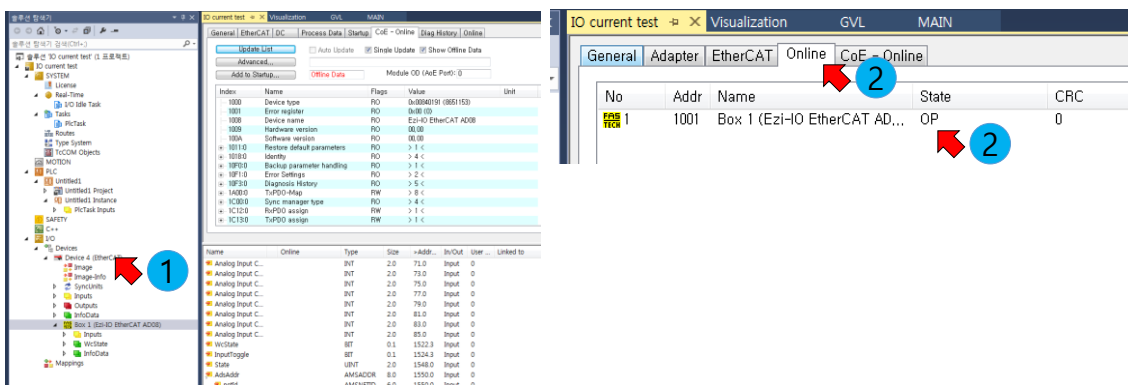 솔루션 탐색기
솔루션 탐색기 검색(Ctrl+;)
솔루션 'IO current test' (1 프로젝트)
IO current test
SYSTEM
License
Real-Time
I/O Idle Task
Tasks
PlcTask
Routes
Type System
TcCOM Objects
MOTION
PLC
Untitled1
Untitled1 Project
Untitled1 Instance
PlcTask Inputs
SAFETY
C++
I/O
Devices
Device 4 (EtherCAT)
Image
Image-Info
SyncUnits
Inputs
Outputs
InfoData
Box 1 (Ezi-IO EtherCAT AD08)
Inputs
WcState
InfoData
Mappings
1
IO current test Visualization GVL MAIN
General EtherCAT DC Process Data Startup CoE - Online Diag History Online
Update List Auto Update Single Update Show Offline Data
Advanced...
Add to Startup... Offline Data Module OD (AoE Port): 0
Index Name Flags Value Unit
1000 Device type RO 0x00840191 (8651153)
1001 Error register RO 0x00 (0)
1008 Device name RO Ezi-IO EtherCAT AD08
1009 Hardware version RO 00,00
100A Software version RO 00,00
1011:0 Restore default parameters RO > 1 <
1018:0 Identity RO > 4 <
10F0:0 Backup parameter handling RO > 1 <
10F1:0 Error Settings RO > 2 <
10F3:0 Diagnosis History RO > 5 <
1A00:0 TxPDO-Map RW > 8 <
1C00:0 Sync manager type RO > 4 <
1C12:0 RxPDO assign RW > 1 <
1C13:0 TxPDO assign RW > 1 <
Name Online Type Size >Addr... In/Out User ... Linked to
Analog Input C... INT 2.0 71.0 Input 0
Analog Input C... INT 2.0 73.0 Input 0
Analog Input C... INT 2.0 75.0 Input 0
Analog Input C... INT 2.0 77.0 Input 0
Analog Input C... INT 2.0 79.0 Input 0
Analog Input C... INT 2.0 81.0 Input 0
Analog Input C... INT 2.0 83.0 Input 0
Analog Input C... INT 2.0 85.0 Input 0
WcState BIT 0.1 1522.3 Input 0
InputToggle BIT 0.1 1524.3 Input 0
State UINT 2.0 1548.0 Input 0
AdsAddr AMSADDR 8.0 1550.0 Input 0
netId AMSNETID 6.0 1550.0 Input 0
IO current test Visualization GVL MAIN
General Adapter EtherCAT Online CoE - Online
2
No Addr Name State CRC
FAS TECH 1 1001 Box 1 (Ezi-IO EtherCAT AD... OP 0
2